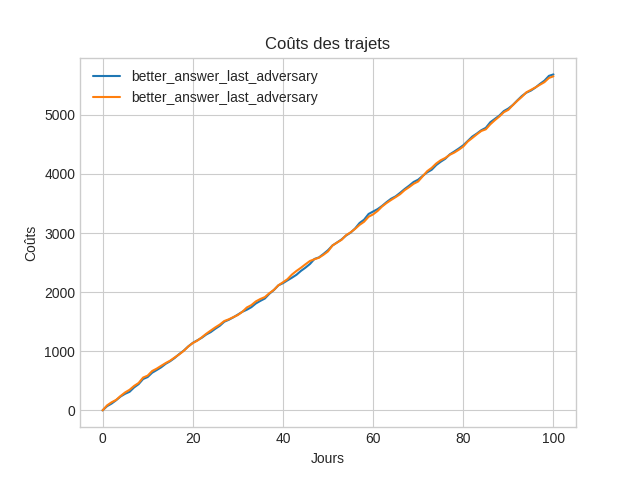 Coûts des trajets
better_answer_last_adversary
better_answer_last_adversary
5000
4000
3000
2000
1000
0
Coûts
0 20 40 60 80 100
Jours